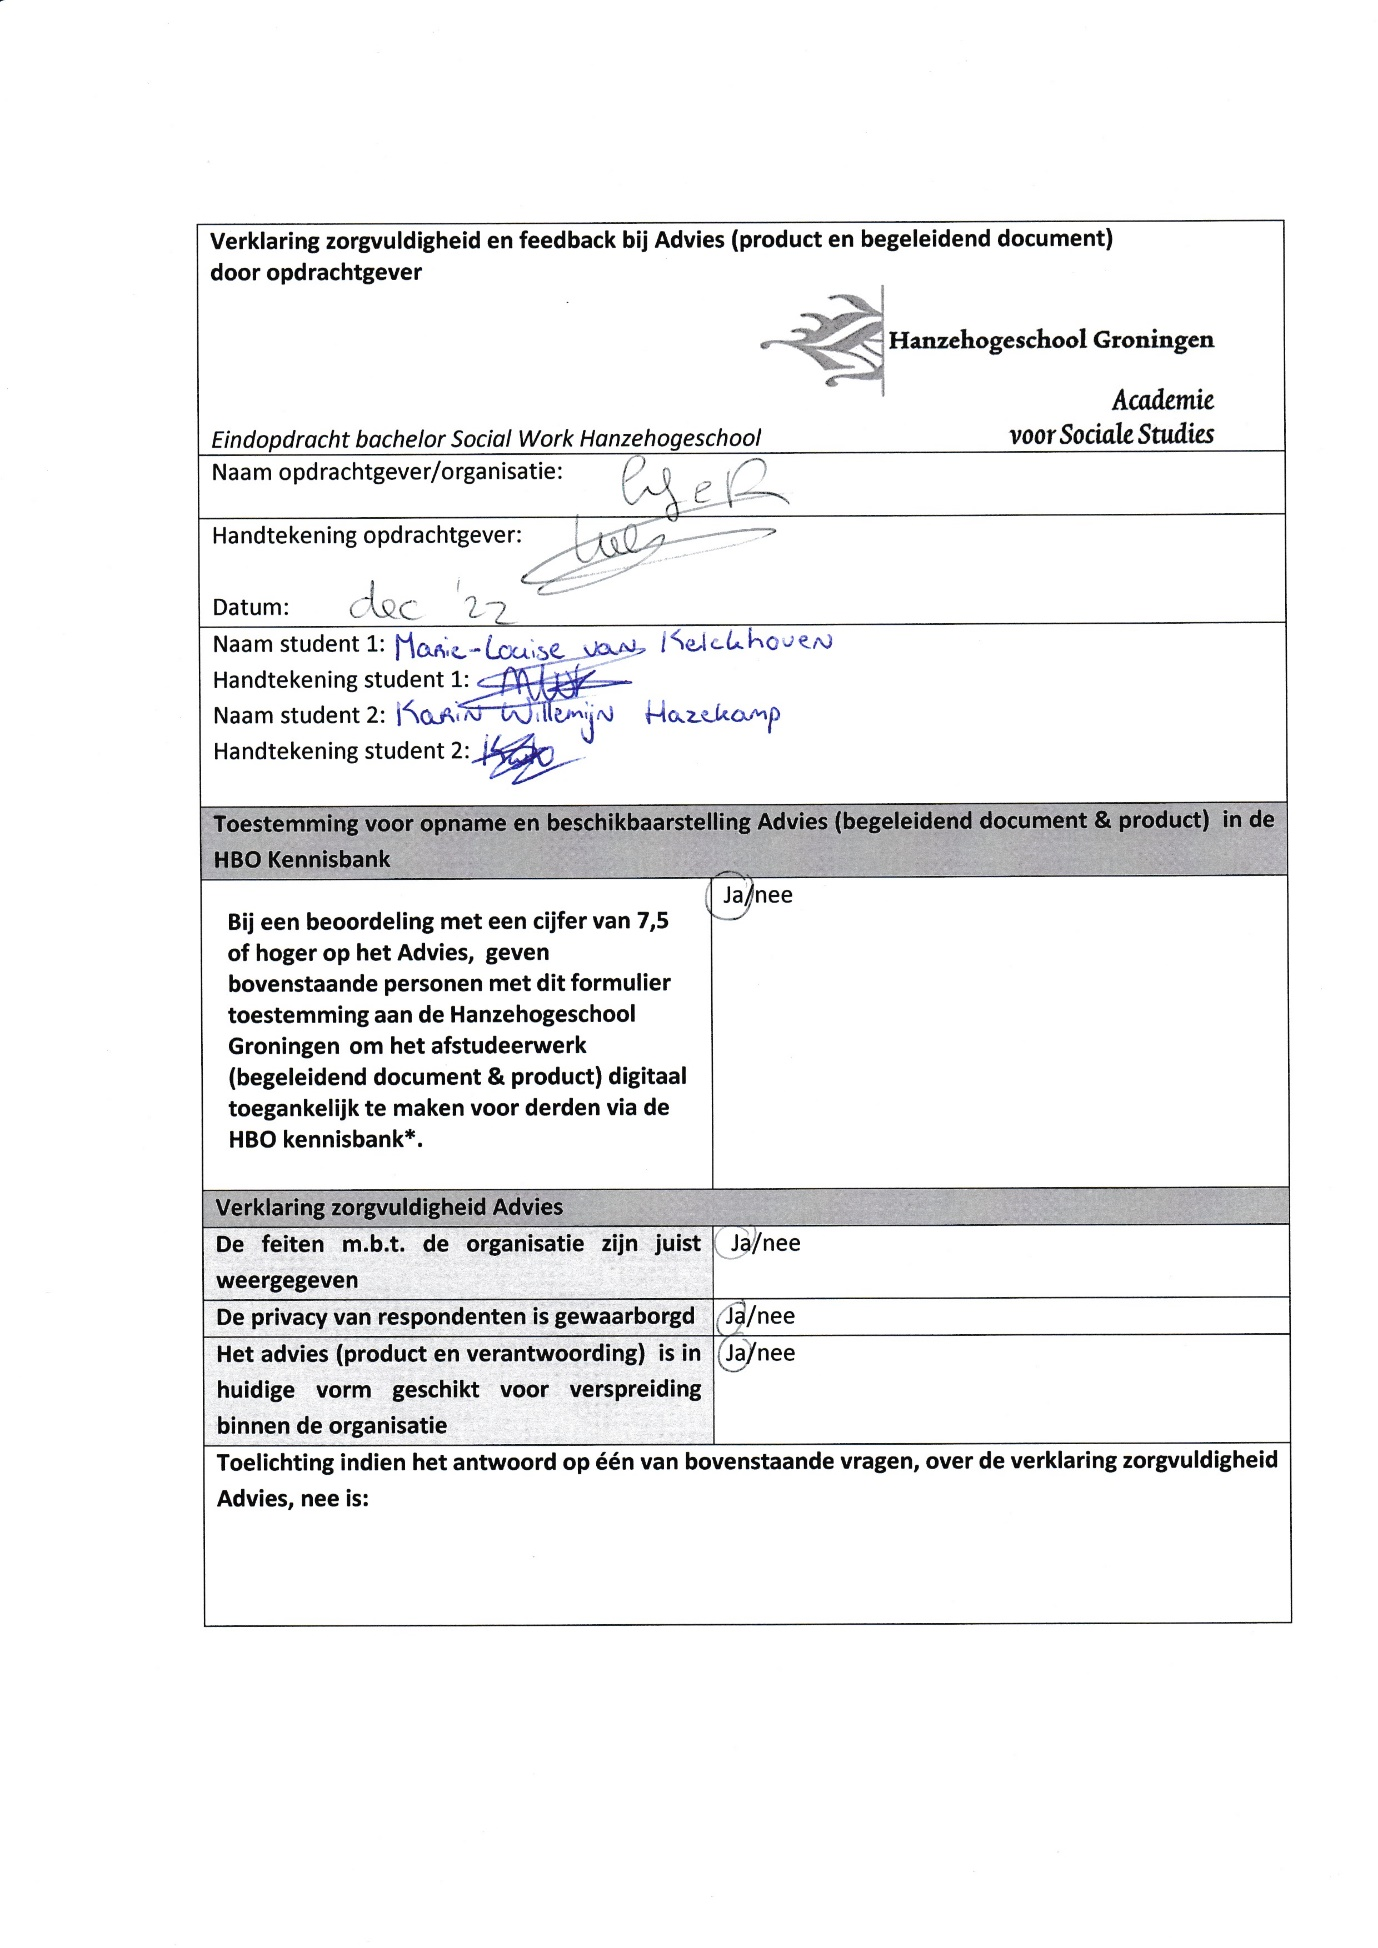 Verklaring zorgvuldigheid en feedback bij Advies (product en begeleidend document)
door opdrachtgever
Hanzehogeschool Groningen
Academie
voor Sociale Studies
Eindopdracht bachelor Social Work Hanzehogeschool
Naam opdrachtgever/organisatie:
Handtekening opdrachtgever:
Datum: dec '22
Naam student 1: Marie-Louise van Kelckhoven
Handtekening student 1:
Naam student 2: Karin Willemijn Hazekamp
Handtekening student 2:
Toestemming voor opname en beschikbaarstelling Advies (begeleidend document & product) in de
HBO Kennisbank
Ja/nee
Bij een beoordeling met een cijfer van 7,5
of hoger op het Advies, geven
bovenstaande personen met dit formulier
toestemming aan de Hanzehogeschool
Groningen om het afstudeerwerk
(begeleidend document & product) digitaal
toegankelijk te maken voor derden via de
HBO kennisbank*.
Verklaring zorgvuldigheid Advies
De feiten m.b.t. de organisatie zijn juist Ja/nee
weergegeven
De privacy van respondenten is gewaarborgd Ja/nee
Het advies (product en verantwoording) is in Ja/nee
huidige vorm geschikt voor verspreiding
binnen de organisatie
Toelichting indien het antwoord op één van bovenstaande vragen, over de verklaring zorgvuldigheid
Advies, nee is: